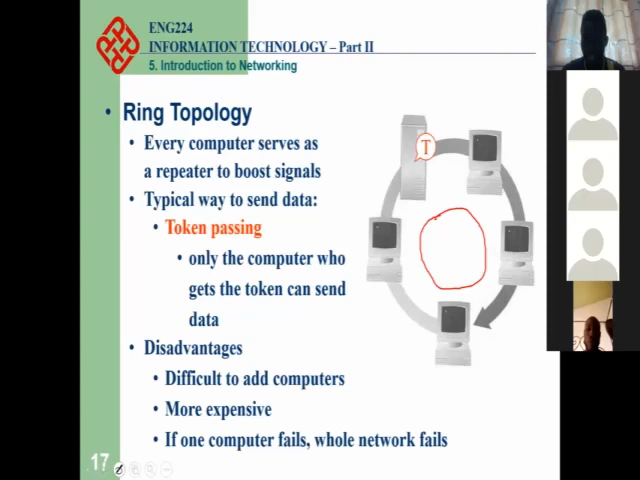 ENG224
INFORMATION TECHNOLOGY – Part II
5. Introduction to Networking
• Ring Topology
• Every computer serves as
a repeater to boost signals
• Typical way to send data:
• Token passing
• only the computer who
gets the token can send
data
• Disadvantages
• Difficult to add computers
• More expensive
• If one computer fails, whole network fails
T
17